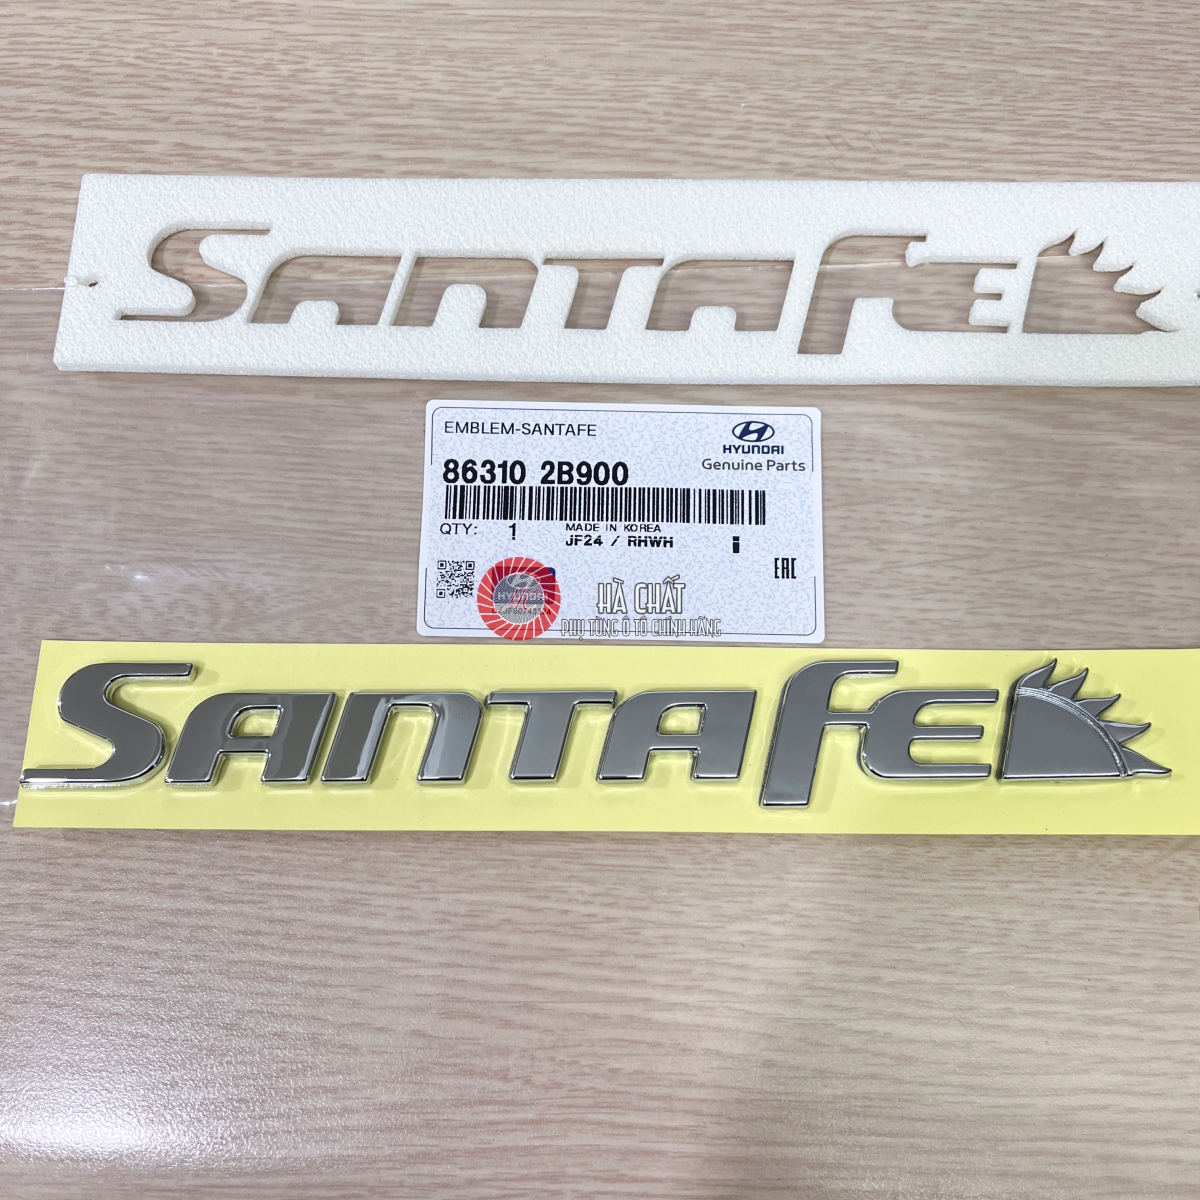 SANTAFE
EMBLEM-SANTAFE
HYUNDAI
Genuine Parts
86310 2B900
QTY: 1
MADE IN KOREA
JF24 / RHWH
EAC
HYUNDAI
HÀ CHẤT
PHỤ TÙNG Ô TÔ CHÍNH HÃNG
SANTAFE